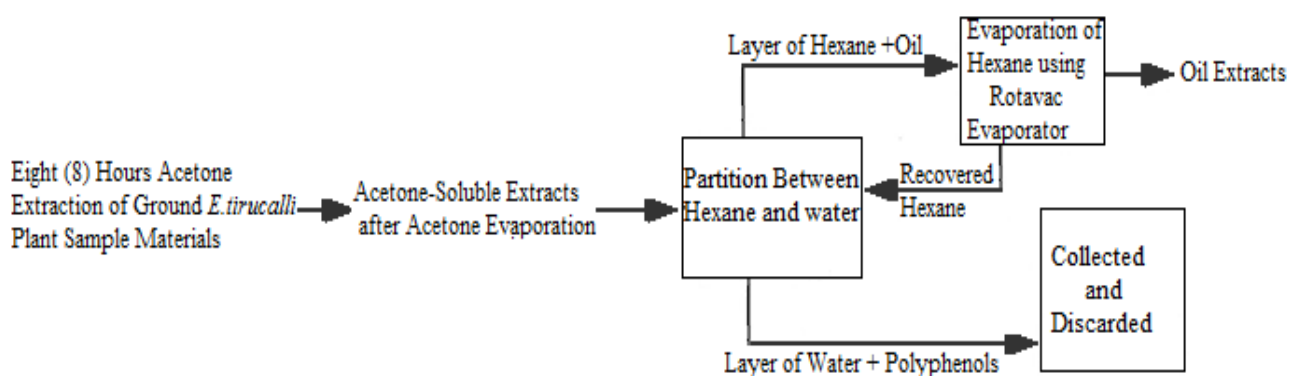 Eight (8) Hours Acetone
Extraction of Ground E.tirucalli
Plant Sample Materials
Acetone-Soluble Extracts
after Acetone Evaporation
Partition Between
Hexane and water
Layer of Hexane +Oil
Evaporation of
Hexane using
Rotavac
Evaporator
Oil Extracts
Recovered
Hexane
Layer of Water + Polyphenols
Collected
and
Discarded